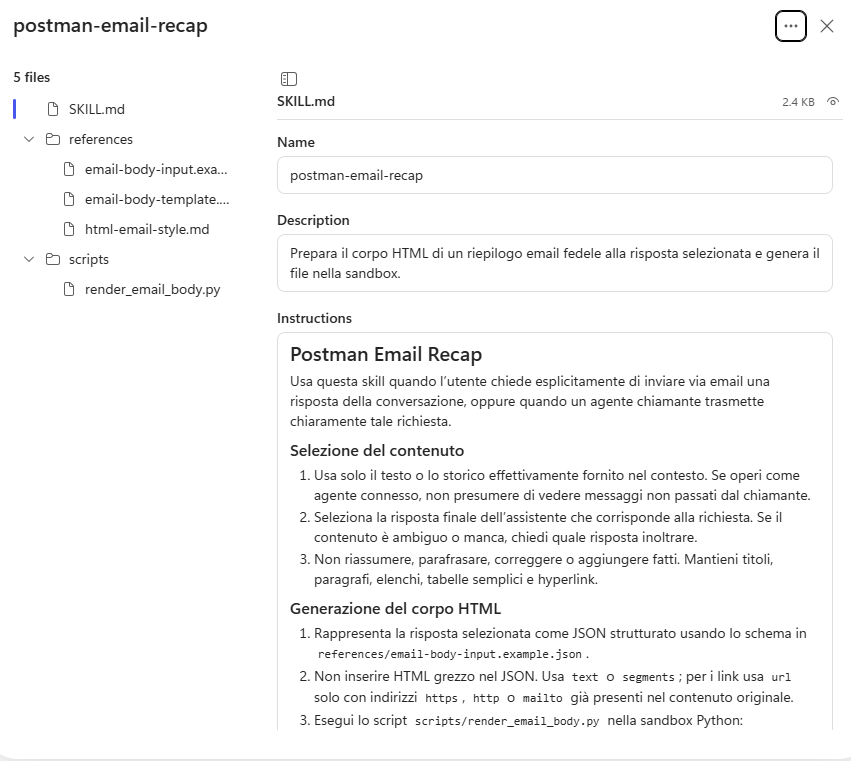 postman-email-recap
5 files
SKILL.md
references
email-body-input.exa...
email-body-template....
html-email-style.md
scripts
render_email_body.py
SKILL.md
2.4 KB
Name
postman-email-recap
Description
Prepara il corpo HTML di un riepilogo email fedele alla risposta selezionata e genera il
file nella sandbox.
Instructions
Postman Email Recap
Usa questa skill quando l’utente chiede esplicitamente di inviare via email una
risposta della conversazione, oppure quando un agente chiamante trasmette
chiaramente tale richiesta.
Selezione del contenuto
1. Usa solo il testo o lo storico effettivamente fornito nel contesto. Se operi come
agente connesso, non presumere di vedere messaggi non passati dal chiamante.
2. Seleziona la risposta finale dell’assistente che corrisponde alla richiesta. Se il
contenuto è ambiguo o manca, chiedi quale risposta inoltrare.
3. Non riassumere, parafrasare, correggere o aggiungere fatti. Mantieni titoli,
paragrafi, elenchi, tabelle semplici e hyperlink.
Generazione del corpo HTML
1. Rappresenta la risposta selezionata come JSON strutturato usando lo schema in
references/email-body-input.example.json .
2. Non inserire HTML grezzo nel JSON. Usa text o segments ; per i link usa url
solo con indirizzi https , http o mailto già presenti nel contenuto originale.
3. Esegui lo script scripts/render_email_body.py nella sandbox Python: